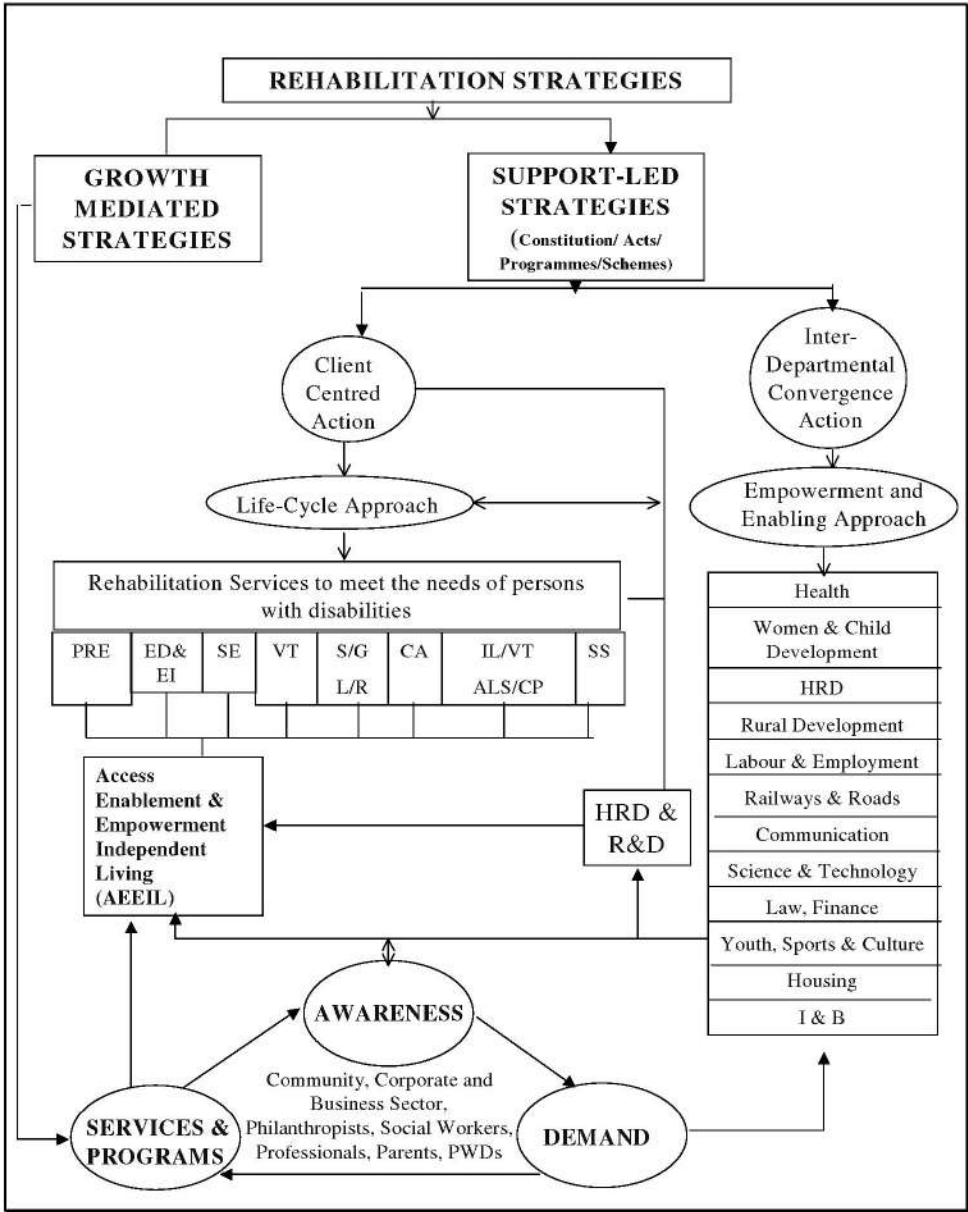 REHABILITATION STRATEGIES
GROWTH
MEDIATED
STRATEGIES
SUPPORT-LED
STRATEGIES
(Constitution/ Acts/
Programmes/Schemes)
Client
Centred
Action
Inter-
Departmental
Convergence
Action
Life-Cycle Approach
Empowerment and
Enabling Approach
Rehabilitation Services to meet the needs of persons
with disabilities
PRE
ED&
EI
SE
VT
S/G
L/R
CA
IL/VT
ALS/CP
SS
Health
Women & Child
Development
HRD
Rural Development
Labour & Employment
Railways & Roads
Communication
Science & Technology
Law, Finance
Youth, Sports & Culture
Housing
I & B
Access
Enablement &
Empowerment
Independent
Living
(AEEIL)
HRD &
R&D
AWARENESS
Community, Corporate and
Business Sector,
Philanthropists, Social Workers,
Professionals, Parents, PWDs
SERVICES &
PROGRAMS
DEMAND